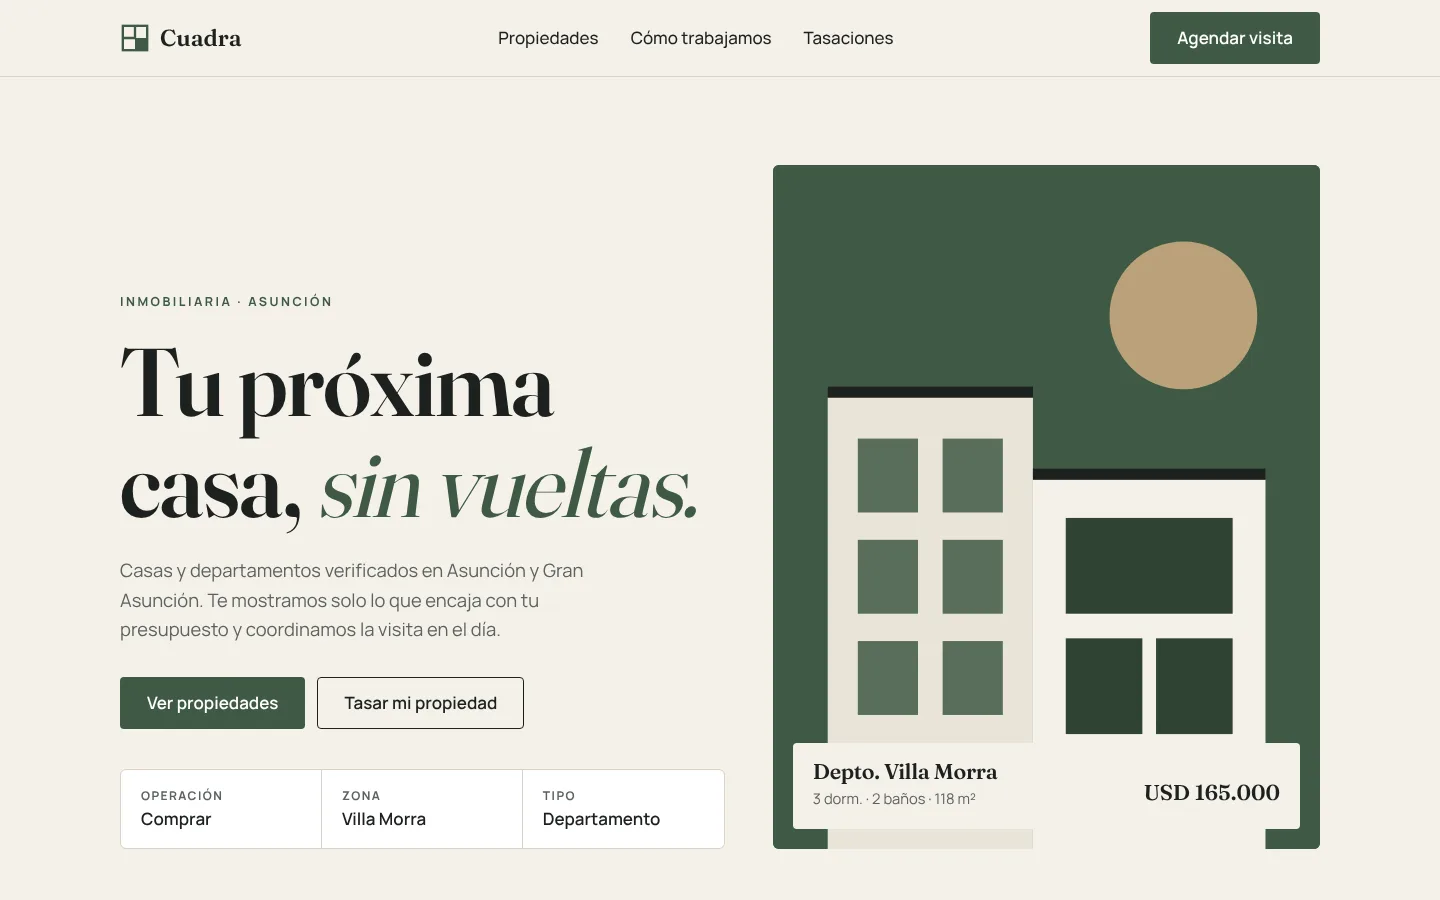 Cuadra
Propiedades
Cómo trabajamos
Tasaciones
Agendar visita
INMOBILIARIA · ASUNCIÓN
Tu próxima
casa, sin vueltas.
Casas y departamentos verificados en Asunción y Gran
Asunción. Te mostramos solo lo que encaja con tu
presupuesto y coordinamos la visita en el día.
Ver propiedades
Tasar mi propiedad
OPERACIÓN
Comprar
ZONA
Villa Morra
TIPO
Departamento
Depto. Villa Morra
3 dorm. · 2 baños · 118 m²
USD 165.000